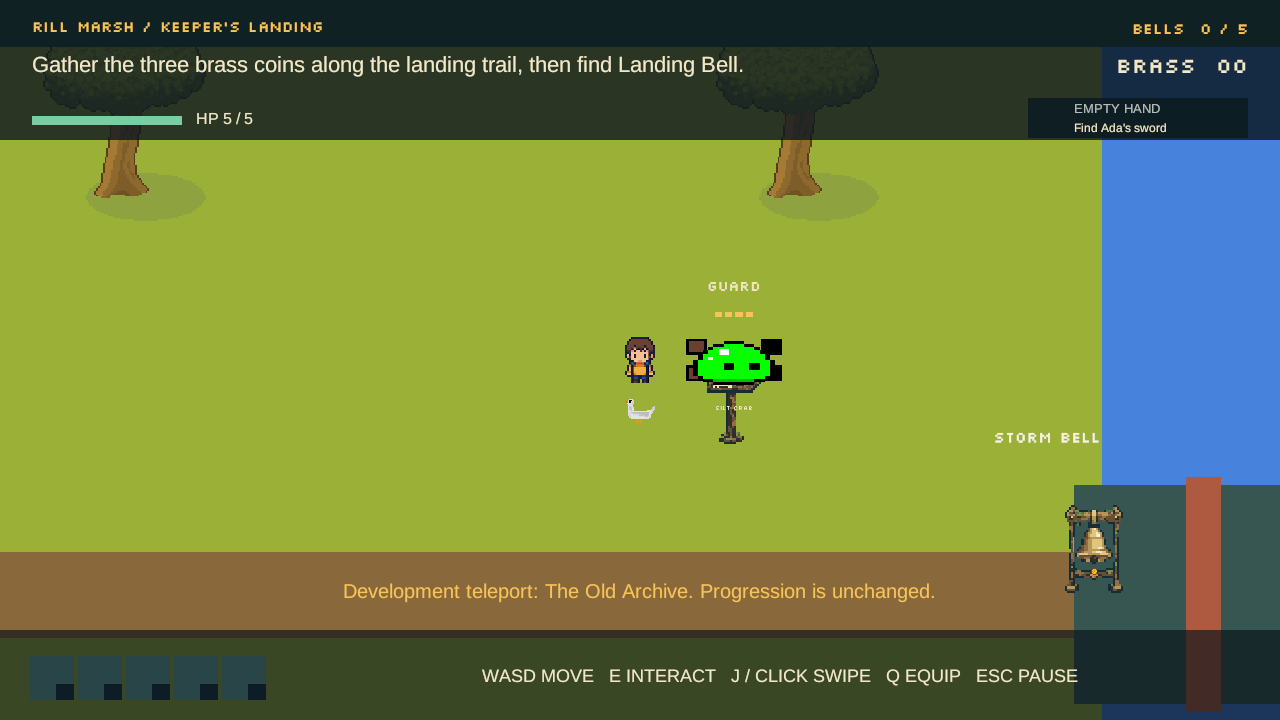 RILL MARSH / KEEPER'S LANDING
BELLS 0 / 5
Gather the three brass coins along the landing trail, then find Landing Bell.
BRASS 00
HP 5 / 5
EMPTY HAND
Find Ada's sword
GUARD
SILT CRAB
STORM BELL
Development teleport: The Old Archive. Progression is unchanged.
WASD MOVE E INTERACT J / CLICK SWIPE Q EQUIP ESC PAUSE